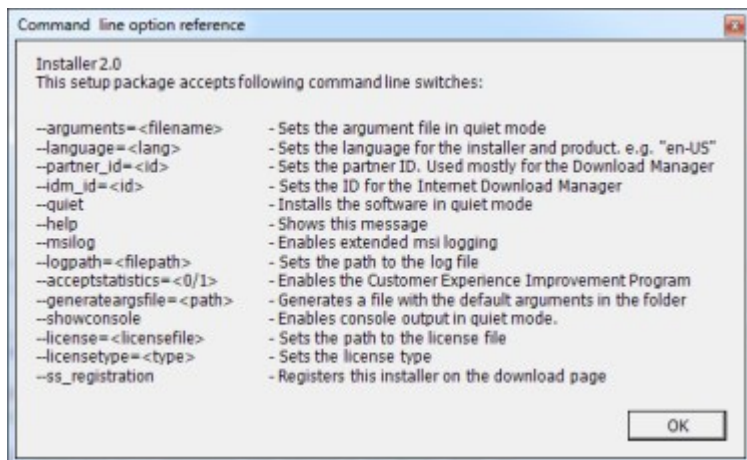 Command line option reference
Installer 2.0
This setup package accepts following command line switches:
--arguments=<filename> - Sets the argument file in quiet mode
--language=<lang> - Sets the language for the installer and product. e.g. "en-US"
--partner_id=<id> - Sets the partner ID. Used mostly for the Download Manager
--idm_id=<id> - Sets the ID for the Internet Download Manager
--quiet - Installs the software in quiet mode
--help - Shows this message
--msilog - Enables extended msi logging
--logpath=<filepath> - Sets the path to the log file
--acceptstatistics=<0/1> - Enables the Customer Experience Improvement Program
--generateargsfile=<path> - Generates a file with the default arguments in the folder
--showconsole - Enables console output in quiet mode.
--license=<licensefile> - Sets the path to the license file
--licensetype=<type> - Sets the license type
--ss_registration - Registers this installer on the download page
OK